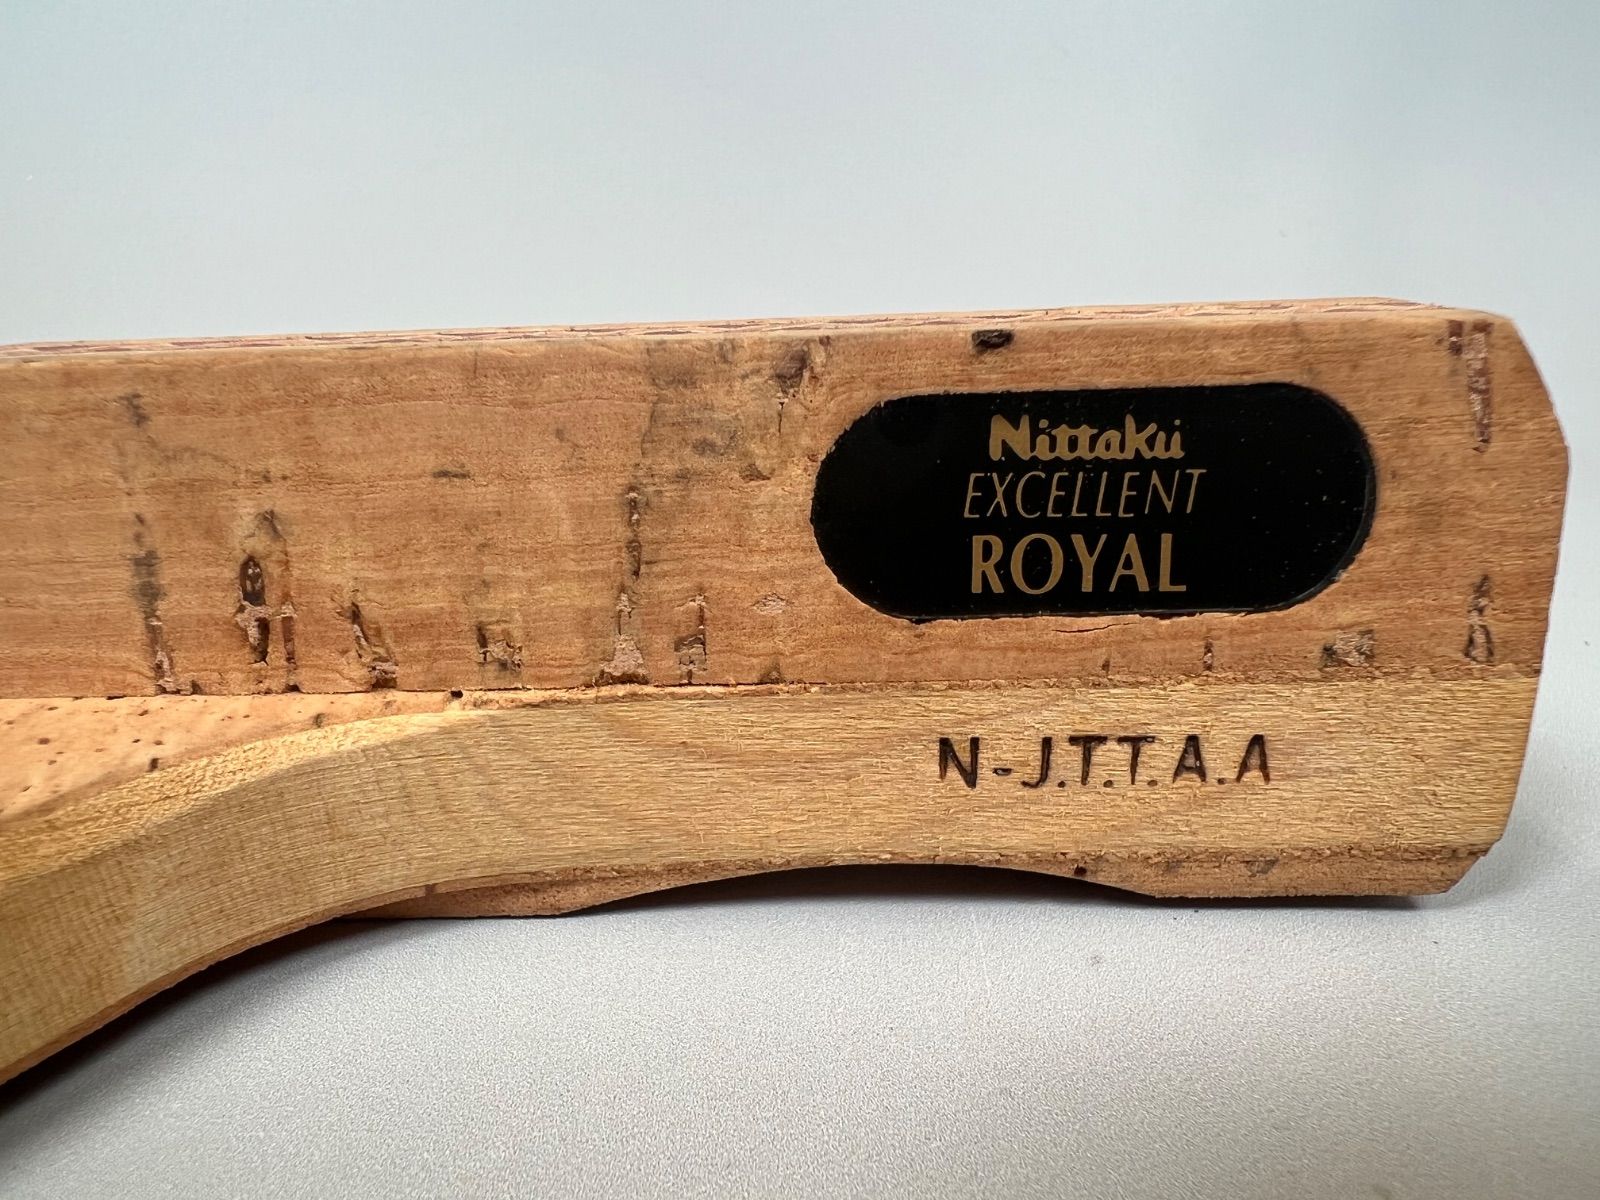 Nittaku
EXCELLENT
ROYAL
N-J.T.T.A.A